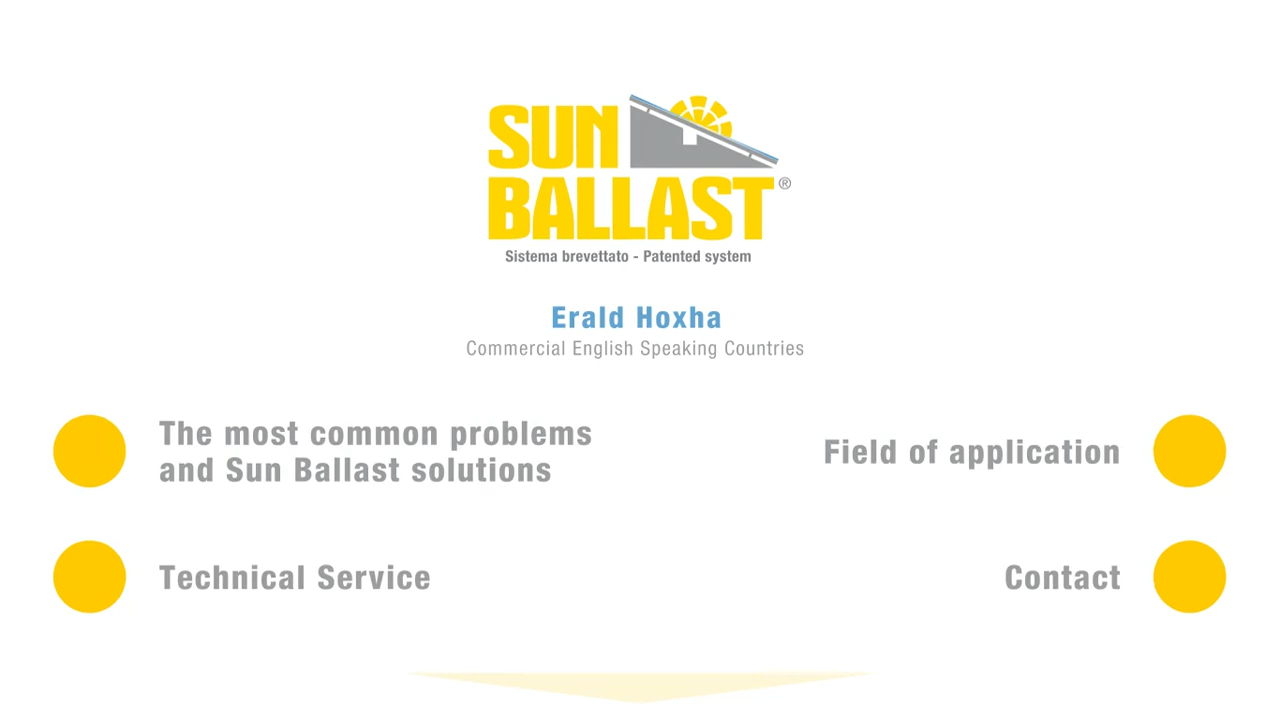 SUN
BALLAST®
Sistema brevettato - Patented system
Erald Hoxha
Commercial English Speaking Countries
The most common problems
and Sun Ballast solutions
Field of application
Technical Service
Contact